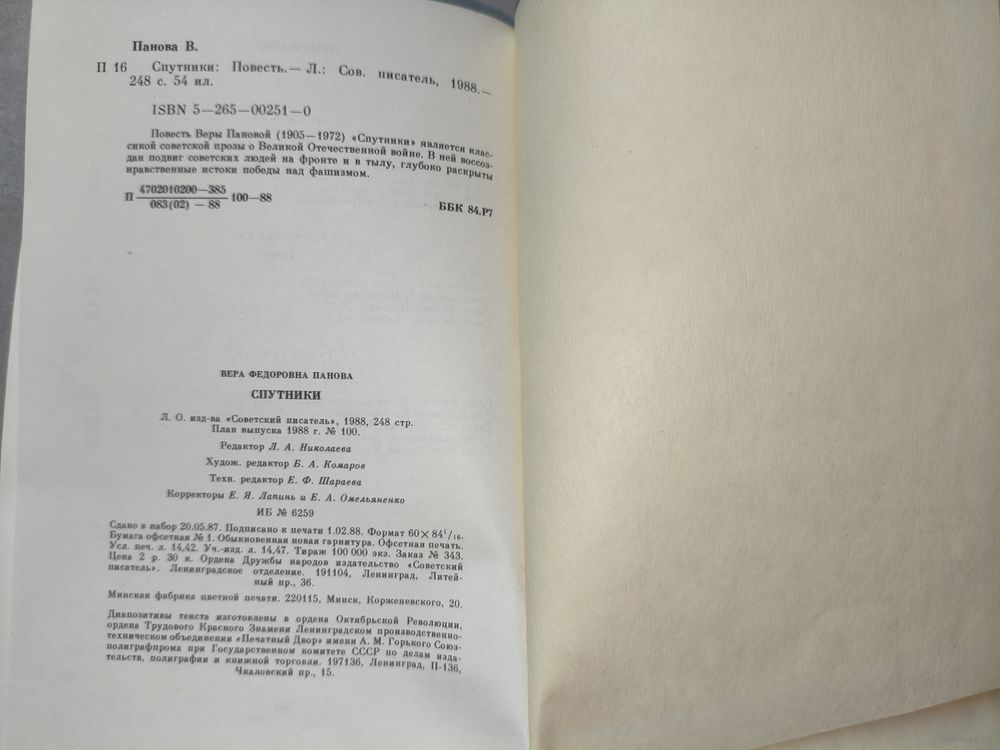 Панова В.
П 16 Спутники: Повесть.— Л.: Сов. писатель, 1988.—
248 с. 54 ил.
ISBN 5—265—00251—0
Повесть Веры Пановой (1905—1972) «Спутники» является клас-
сикой советской прозы о Великой Отечественной войне. В ней воссоз-
дан подвиг советских людей на фронте и в тылу, глубоко раскрыты
нравственные истоки победы над фашизмом.
П 4702010200—385
083(02) — 88 100—88
ББК 84.Р7
ВЕРА ФЕДОРОВНА ПАНОВА
СПУТНИКИ
Л. О. изд-ва «Советский писатель», 1988, 248 стр.
План выпуска 1988 г. № 100.
Редактор Л. А. Николаева
Худож. редактор Б. А. Комаров
Техн. редактор Е. Ф. Шараева
Корректоры Е. Я. Лапинь и Е. А. Омельяненко
ИБ № 6259
Сдано в набор 20.05.87. Подписано к печати 1.02.88. Формат 60×84¹/₁₆.
Бумага офсетная № 1. Обыкновенная новая гарнитура. Офсетная печать.
Усл. печ. л. 14,42. Уч.-изд. л. 14,47. Тираж 100 000 экз. Заказ № 343.
Цена 2 р. 30 к. Ордена Дружбы народов издательство «Советский
писатель». Ленинградское отделение. 191104, Ленинград, Литей-
ный пр., 36.
Минская фабрика цветной печати. 220115, Минск, Корженевского, 20.
Диапозитивы текста изготовлены в ордена Октябрьской Революции,
ордена Трудового Красного Знамени Ленинградском производственно-
техническом объединении «Печатный Двор» имени А. М. Горького Союз-
полиграфпрома при Государственном комитете СССР по делам изда-
тельств, полиграфии и книжной торговли. 197136, Ленинград, П-136,
Чкаловский пр., 15.